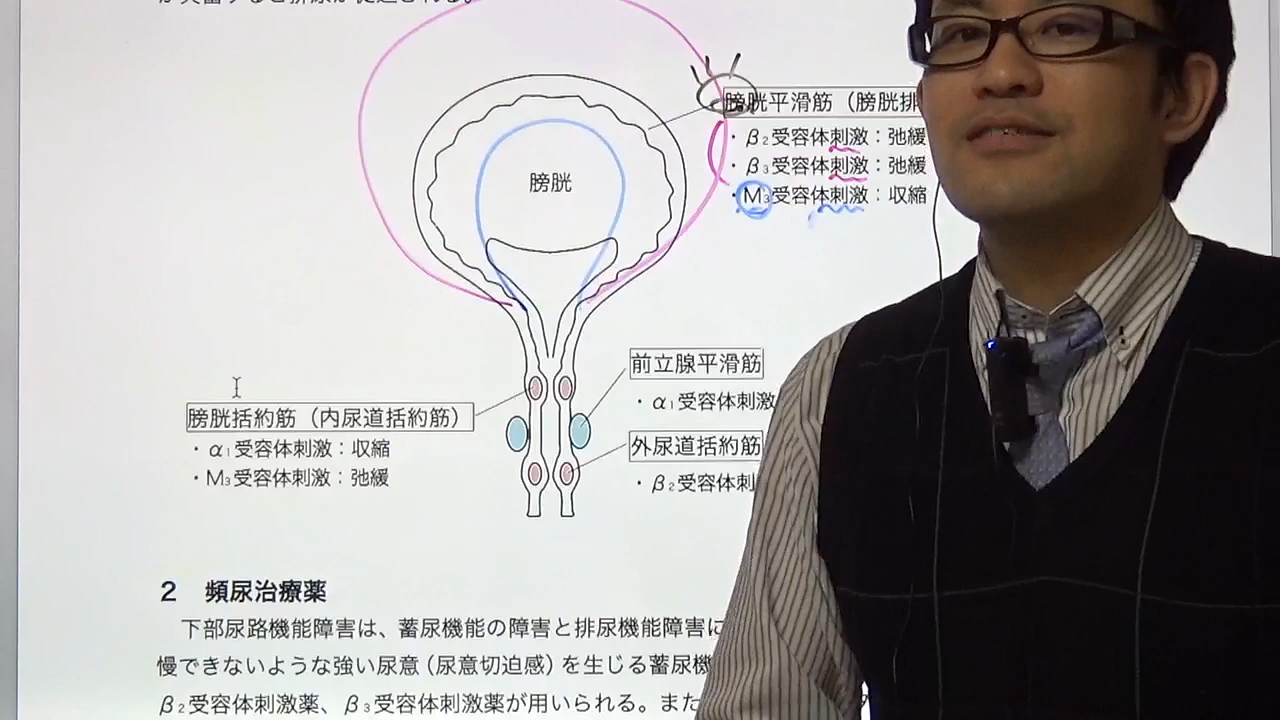 膀胱平滑筋（膀胱排
・β₂受容体刺激：弛緩
・β₃受容体刺激：弛緩
・M₃受容体刺激：収縮
膀胱
前立腺平滑筋
・α₁受容体刺激
膀胱括約筋（内尿道括約筋）
・α₁受容体刺激：収縮
・M₃受容体刺激：弛緩
外尿道括約筋
・β₂受容体刺
2 頻尿治療薬
下部尿路機能障害は、蓄尿機能の障害と排尿機能障害に
慢できないような強い尿意（尿意切迫感）を生じる蓄尿機
β₂受容体刺激薬、β₃受容体刺激薬が用いられる。また